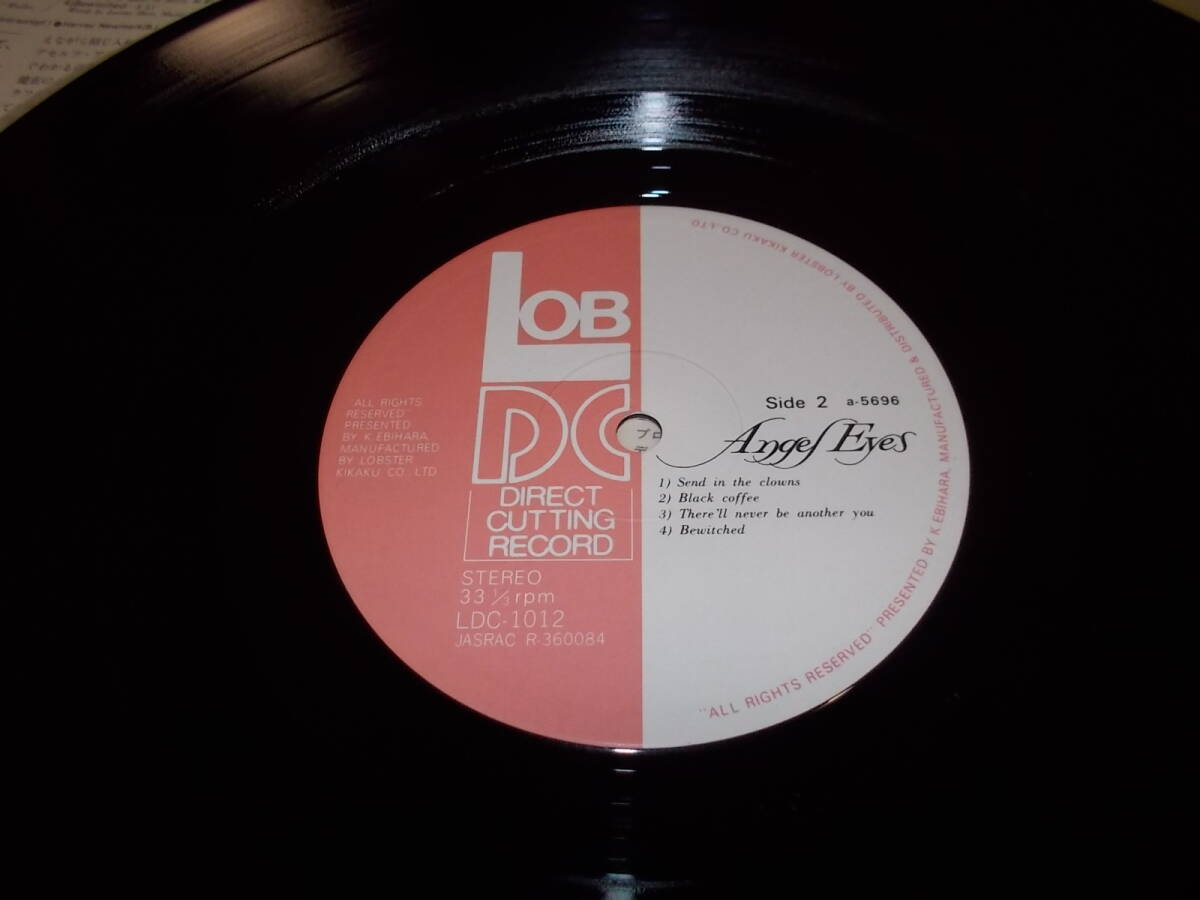 LOB
DC
DIRECT
CUTTING
RECORD
STEREO
33 1/3 rpm
LDC-1012
JASRAC R-360084
ALL RIGHTS
RESERVED
PRESENTED
BY K.EBIHARA.
MANUFACTURED
BY LOBSTER
KIKAKU CO., LTD.
Side 2 a-5696
Angel Eyes
1) Send in the clowns
2) Black coffee
3) There'll never be another you
4) Bewitched
"ALL RIGHTS RESERVED" PRESENTED BY K.EBIHARA, MANUFACTURED & DISTRIBUTED BY LOBSTER KIKAKU CO.,LTD
プロ